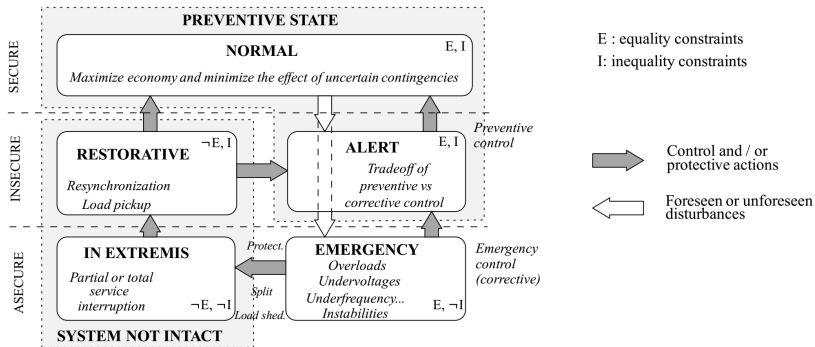 PREVENTIVE STATE
SECURE
NORMAL
E, I
Maximize economy and minimize the effect of uncertain contingencies
E : equality constraints
I: inequality constraints
INSECURE
¬E, I
RESTORATIVE
Resynchronization
Load pickup
E, I
ALERT
Tradeoff of
preventive vs
corrective control
Preventive
control
Control and / or
protective actions
Foreseen or unforeseen
disturbances
ASECURE
IN EXTREMIS
Partial or total
service
interruption
¬E, ¬I
Protect.
Split
Load shed.
EMERGENCY
Overloads
Undervoltages
Underfrequency...
Instabilities
E, ¬I
Emergency
control
(corrective)
SYSTEM NOT INTACT